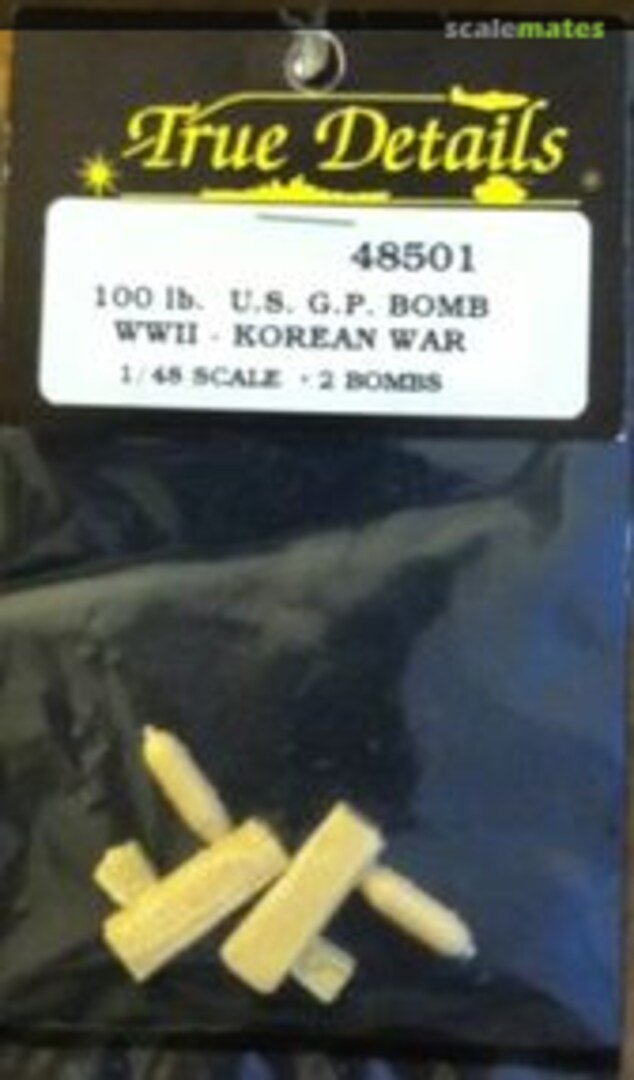 scalemates
True Details
48501
100 lb. U.S. G.P. BOMB
WWII - KOREAN WAR
1/48 SCALE · 2 BOMBS